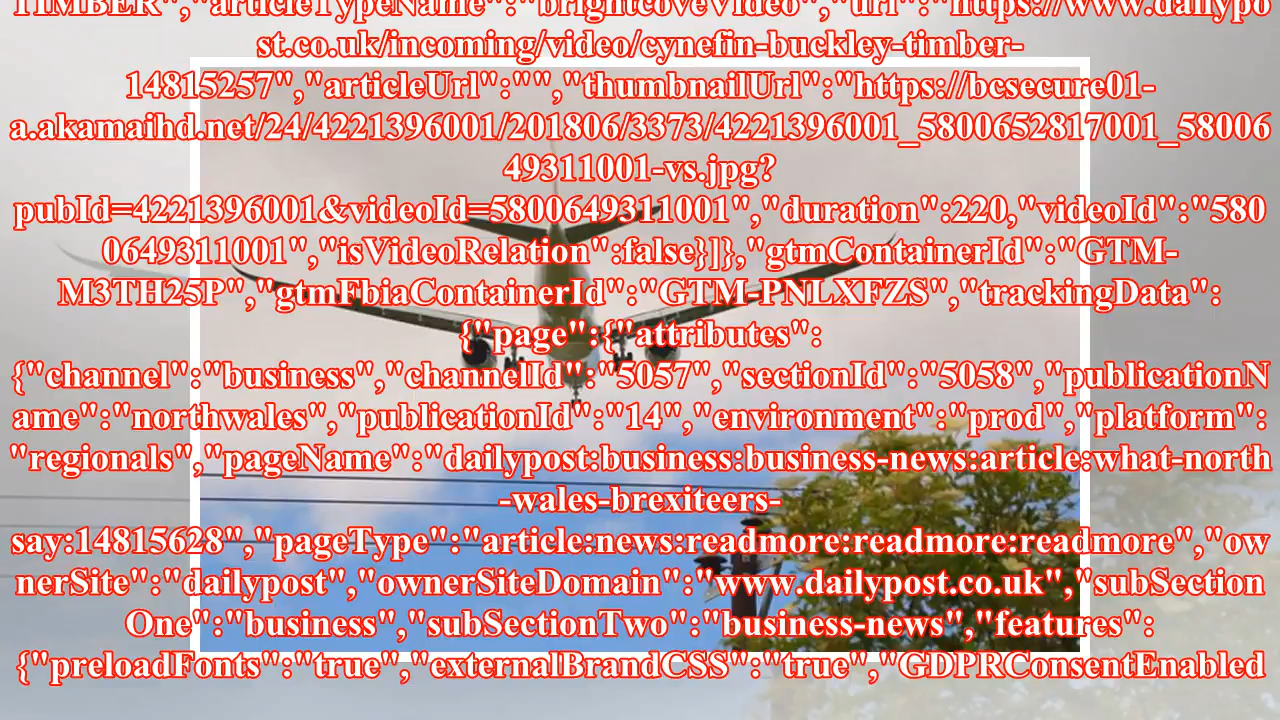 TIMBER","articleTypeName":"brightcoveVideo","url":"https://www.dailypo
st.co.uk/incoming/video/cynefin-buckley-timber-
14815257","articleUrl":"","thumbnailUrl":"https://bcsecure01-
a.akamaihd.net/24/4221396001/201806/3373/4221396001_5800652817001_58006
49311001-vs.jpg?
pubId=4221396001&videoId=5800649311001","duration":220,"videoId":"580
0649311001","isVideoRelation":false}]},"gtmContainerId":"GTM-
M3TH25P","gtmFbiaContainerId":"GTM-PNLXFZS","trackingData":
{"page":{"attributes":
{"channel":"business","channelId":"5057","sectionId":"5058","publicationN
ame":"northwales","publicationId":"14","environment":"prod","platform":
"regionals","pageName":"dailypost:business:business-news:article:what-north
-wales-brexiteers-
say:14815628","pageType":"article:news:readmore:readmore:readmore","ow
nerSite":"dailypost","ownerSiteDomain":"www.dailypost.co.uk","subSection
One":"business","subSectionTwo":"business-news","features":
{"preloadFonts":"true","externalBrandCSS":"true","GDPRConsentEnabled